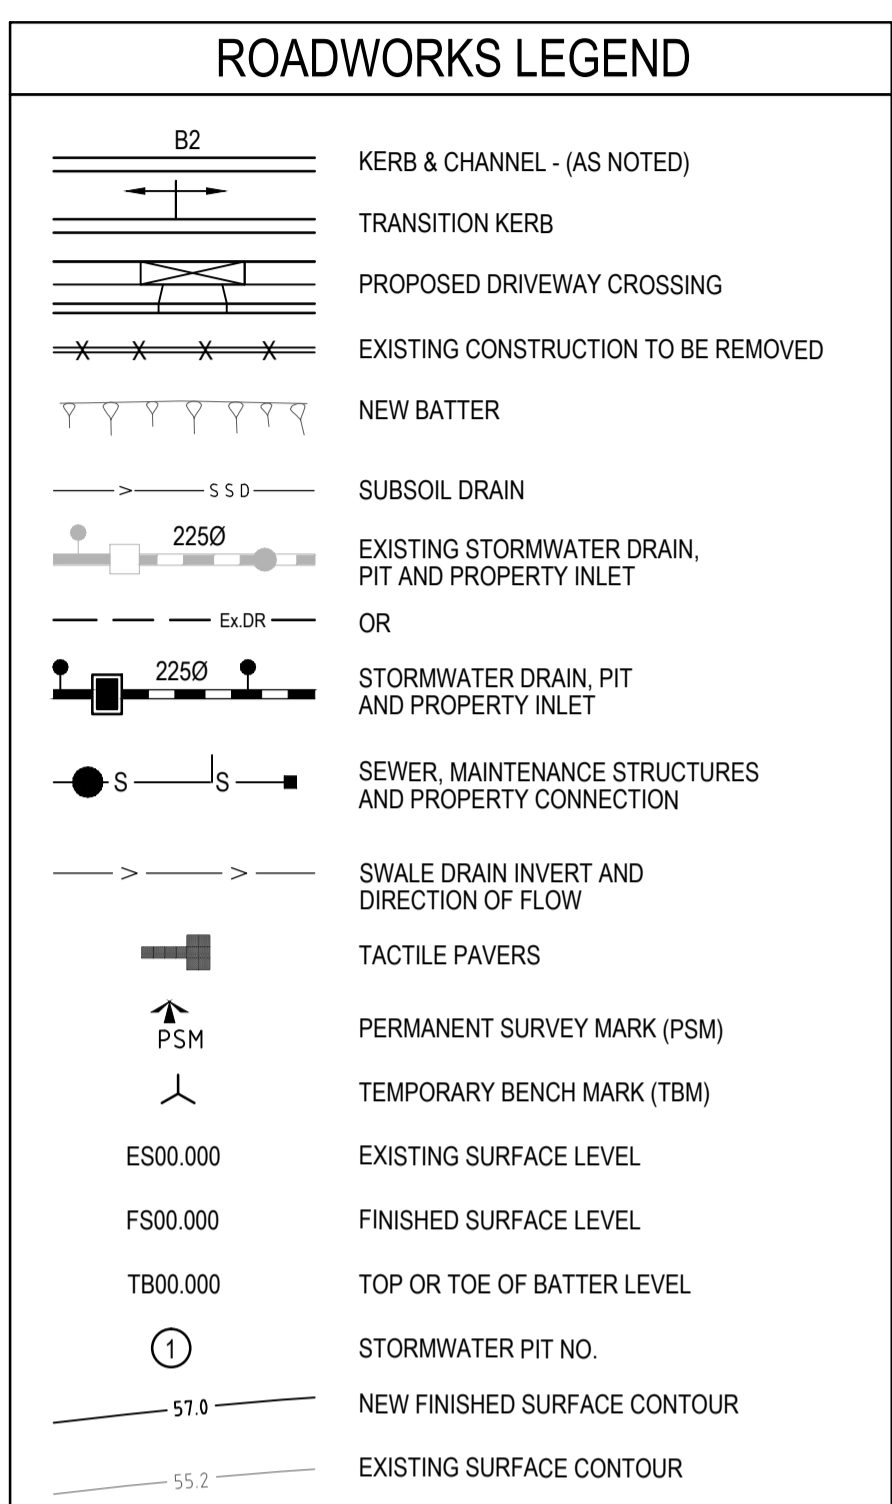 ROADWORKS LEGEND
B2
KERB & CHANNEL - (AS NOTED)
TRANSITION KERB
PROPOSED DRIVEWAY CROSSING
X X X X
EXISTING CONSTRUCTION TO BE REMOVED
NEW BATTER
> SSD
SUBSOIL DRAIN
225Ø
EXISTING STORMWATER DRAIN,
PIT AND PROPERTY INLET
Ex.DR
OR
225Ø
STORMWATER DRAIN, PIT
AND PROPERTY INLET
S S
SEWER, MAINTENANCE STRUCTURES
AND PROPERTY CONNECTION
> >
SWALE DRAIN INVERT AND
DIRECTION OF FLOW
TACTILE PAVERS
PSM
PERMANENT SURVEY MARK (PSM)
TEMPORARY BENCH MARK (TBM)
ES00.000
EXISTING SURFACE LEVEL
FS00.000
FINISHED SURFACE LEVEL
TB00.000
TOP OR TOE OF BATTER LEVEL
1
STORMWATER PIT NO.
57.0
NEW FINISHED SURFACE CONTOUR
55.2
EXISTING SURFACE CONTOUR